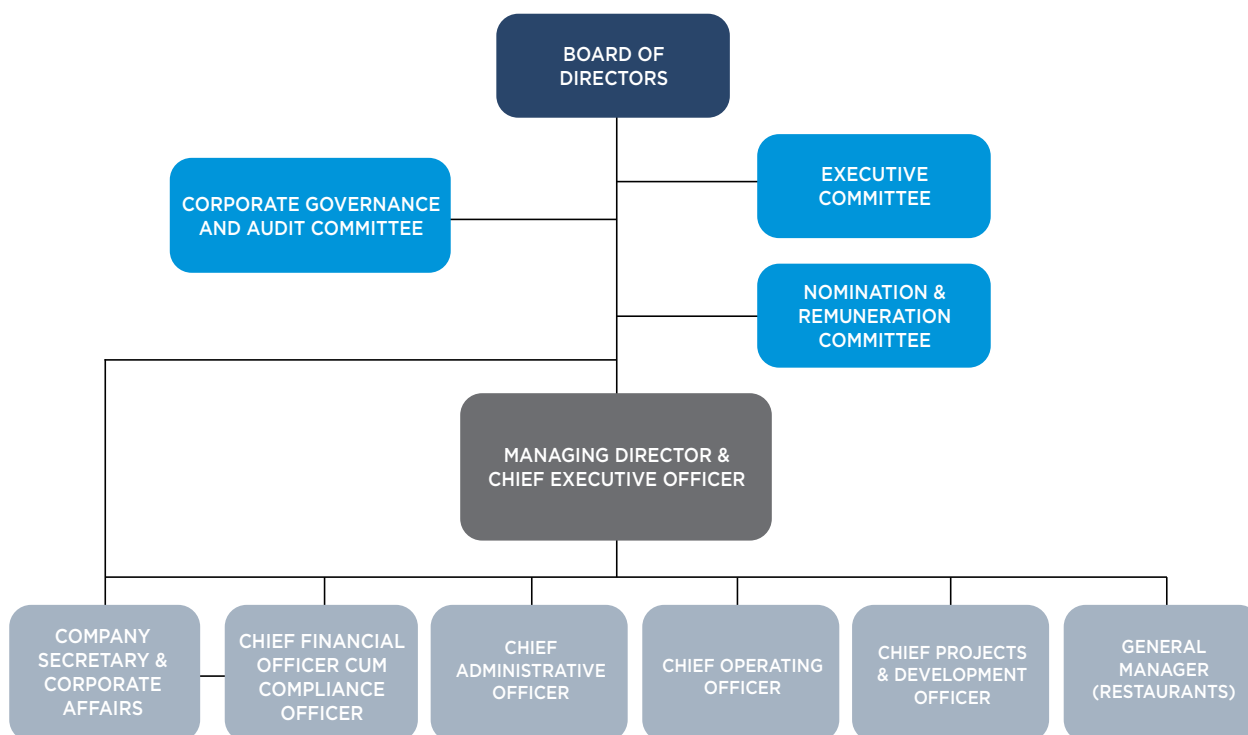 BOARD OF
DIRECTORS
EXECUTIVE
COMMITTEE
CORPORATE GOVERNANCE
AND AUDIT COMMITTEE
NOMINATION &
REMUNERATION
COMMITTEE
MANAGING DIRECTOR &
CHIEF EXECUTIVE OFFICER
COMPANY
SECRETARY &
CORPORATE
AFFAIRS
CHIEF FINANCIAL
OFFICER CUM
COMPLIANCE
OFFICER
CHIEF
ADMINISTRATIVE
OFFICER
CHIEF OPERATING
OFFICER
CHIEF PROJECTS
& DEVELOPMENT
OFFICER
GENERAL
MANAGER
(RESTAURANTS)